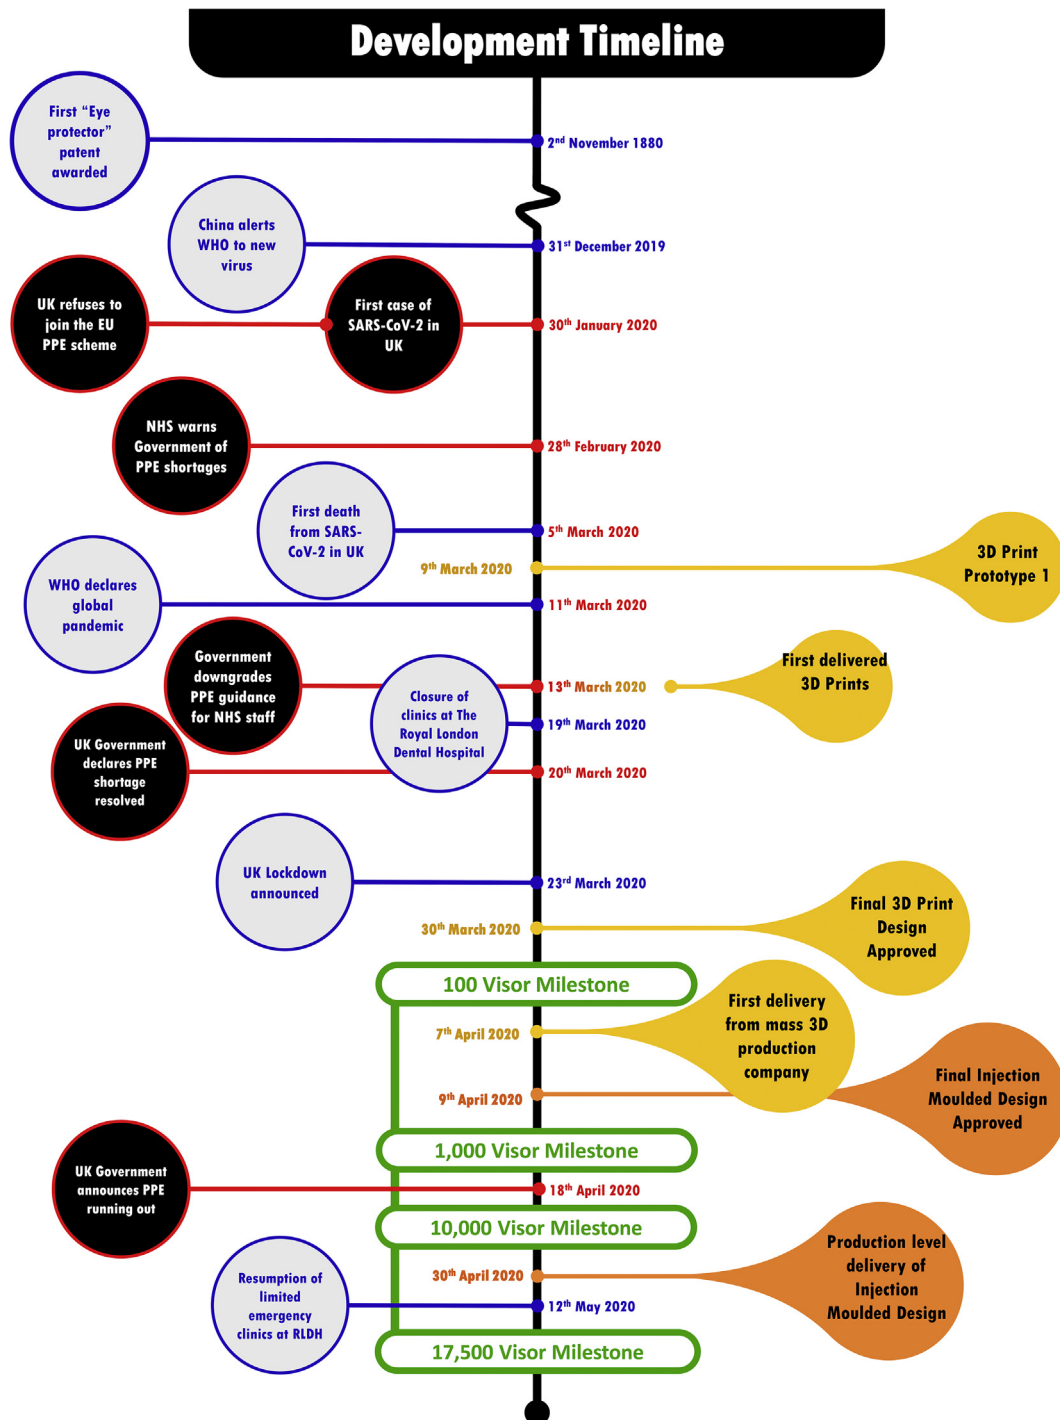 Development Timeline
First “Eye
protector”
patent
awarded
2nd November 1880
China alerts
WHO to new
virus
31st December 2019
UK refuses to
join the EU
PPE scheme
First case of
SARS-CoV-2 in
UK
30th January 2020
NHS warns
Government of
PPE shortages
28th February 2020
First death
from SARS-
CoV-2 in UK
5th March 2020
9th March 2020
3D Print
Prototype 1
WHO declares
global
pandemic
11th March 2020
Government
downgrades
PPE guidance
for NHS staff
13th March 2020
First delivered
3D Prints
Closure of
clinics at The
Royal London
Dental Hospital
19th March 2020
UK Government
declares PPE
shortage
resolved
20th March 2020
UK Lockdown
announced
23rd March 2020
30th March 2020
Final 3D Print
Design
Approved
100 Visor Milestone
7th April 2020
First delivery
from mass 3D
production
company
9th April 2020
Final Injection
Moulded Design
Approved
1,000 Visor Milestone
UK Government
announces PPE
running out
18th April 2020
10,000 Visor Milestone
30th April 2020
Production level
delivery of
Injection
Moulded Design
Resumption of
limited
emergency
clinics at RLDH
12th May 2020
17,500 Visor Milestone